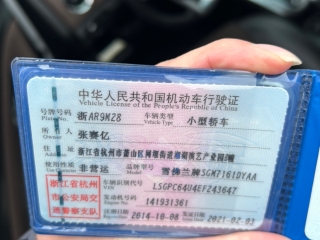 中华人民共和国机动车行驶证
Vehicle License of the People's Republic of China
号牌号码 浙AR9M28 车辆类型 小型轿车
Plate No. Vehicle Type
所有人 张赛亿
Owner
住址 浙江省杭州市萧山区
Address
使用性质 非营运 品牌型号 雪佛兰牌SGM7161DYAA
浙江省杭州 车辆识别代号 LSGPC64U4EF243647
VIN
市公安局交 发动机号码 141931361
Engine No.
通警察支队 注册日期 2014-10-08 发证日期 2021-02-03